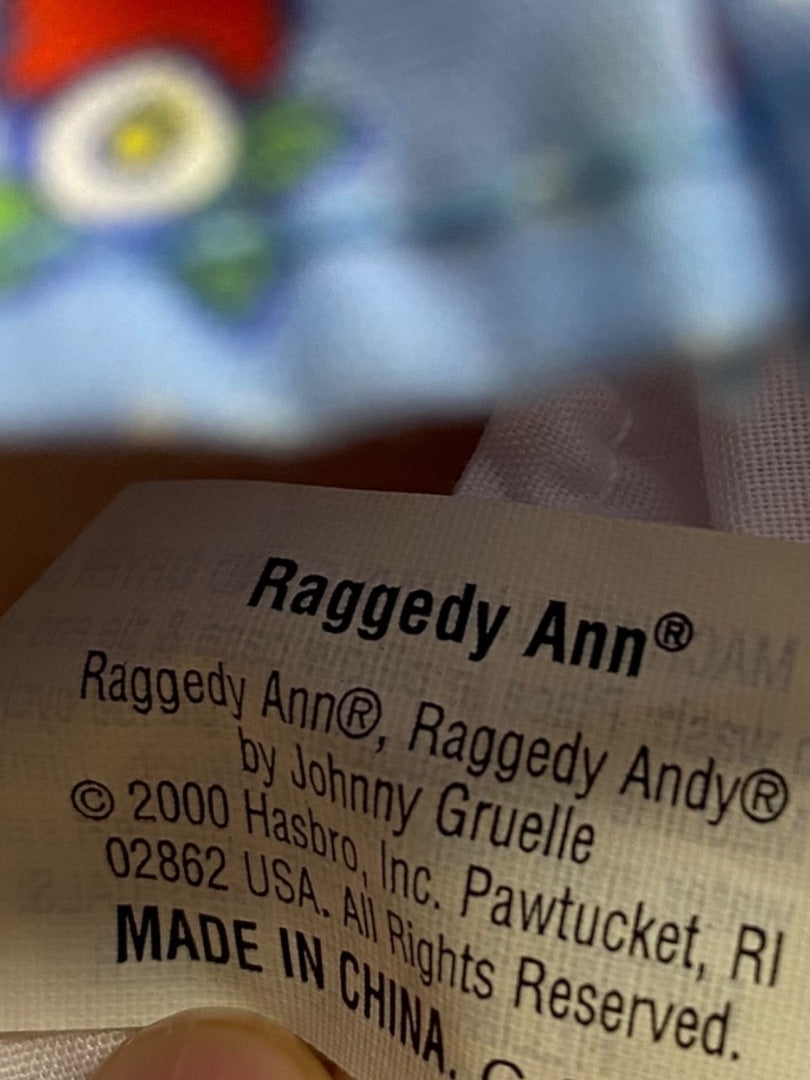 Raggedy Ann®
Raggedy Ann®, Raggedy Andy®
by Johnny Gruelle
© 2000 Hasbro, Inc. Pawtucket, RI
02862 USA. All Rights Reserved.
MADE IN CHINA.